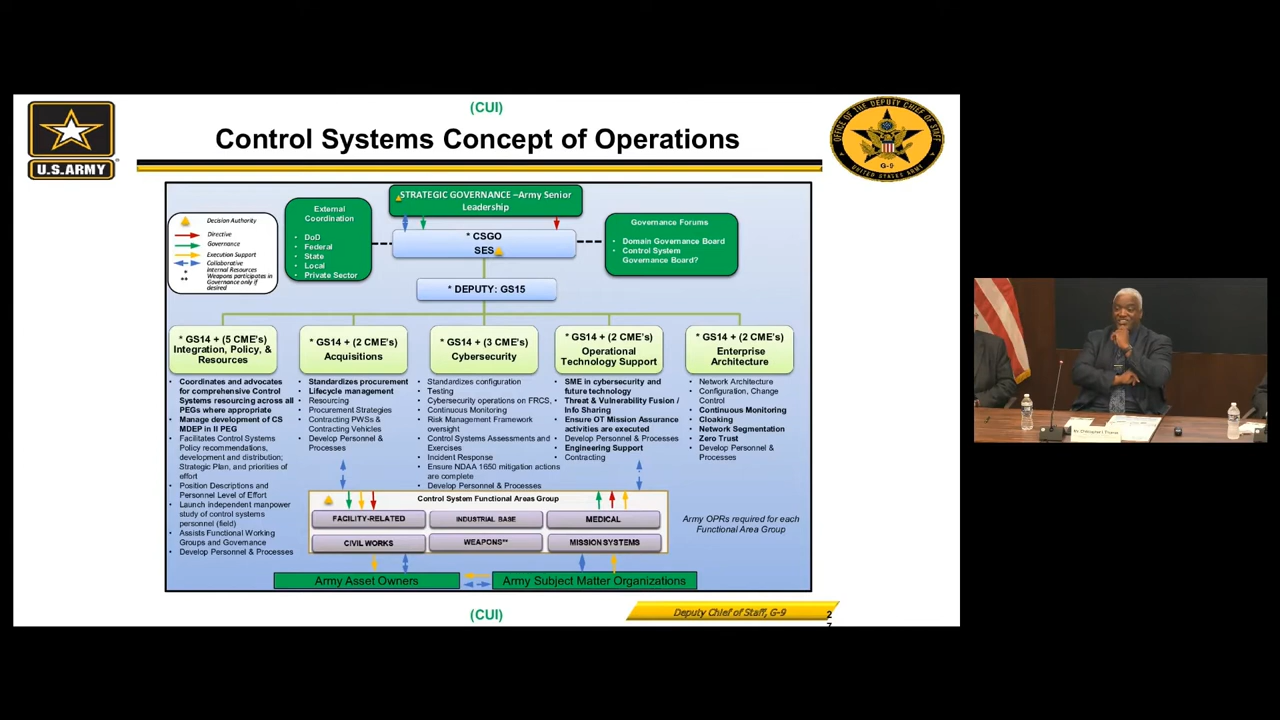 (CUI)
Control Systems Concept of Operations
U.S.ARMY
OFFICE OF THE DEPUTY CHIEF OF STAFF
G-9
UNITED STATES ARMY
STRATEGIC GOVERNANCE –Army Senior
Leadership
Decision Authority
Directive
Governance
Execution Support
Collaborative
* Internal Resources
** Weapons participates in
Governance only if
desired
External
Coordination
• DoD
• Federal
• State
• Local
• Private Sector
* CSGO
SES
Governance Forums
• Domain Governance Board
• Control System
Governance Board?
* DEPUTY: GS15
* GS14 + (5 CME's)
Integration, Policy, &
Resources
* GS14 + (2 CME's)
Acquisitions
* GS14 + (3 CME's)
Cybersecurity
* GS14 + (2 CME's)
Operational
Technology Support
* GS14 + (2 CME's)
Enterprise
Architecture
• Coordinates and advocates
for comprehensive Control
Systems resourcing across all
PEGs where appropriate
• Manage development of CS
MDEP in II PEG
• Facilitates Control Systems
Policy recommendations,
development and distribution;
Strategic Plan, and priorities of
effort
• Position Descriptions and
Personnel Level of Effort
• Launch independent manpower
study of control systems
personnel (field)
• Assists Functional Working
Groups and Governance
• Develop Personnel & Processes
• Standardizes procurement
• Lifecycle management
• Resourcing
• Procurement Strategies
• Contracting PWS's &
Contracting Vehicles
• Develop Personnel &
Processes
• Standardizes configuration
• Testing
• Cybersecurity operations on FRCS,
• Continuous Monitoring
• Risk Management Framework
oversight
• Control Systems Assessments and
Exercises
• Incident Response
• Ensure NDAA 1650 mitigation actions
are complete
• Develop Personnel & Processes
• SME in cybersecurity and
future technology
• Threat & Vulnerability Fusion /
Info Sharing
• Ensure OT Mission Assurance
activities are executed
• Develop Personnel & Processes
• Engineering Support
• Contracting
• Network Architecture
• Configuration, Change
Control
• Continuous Monitoring
• Cloaking
• Network Segmentation
• Zero Trust
• Develop Personnel &
Processes
Control System Functional Areas Group
FACILITY-RELATED
INDUSTRIAL BASE
MEDICAL
CIVIL WORKS
WEAPONS**
MISSION SYSTEMS
Army OPRs required for each
Functional Area Group
Army Asset Owners
Army Subject Matter Organizations
(CUI)
Deputy Chief of Staff, G-9
2